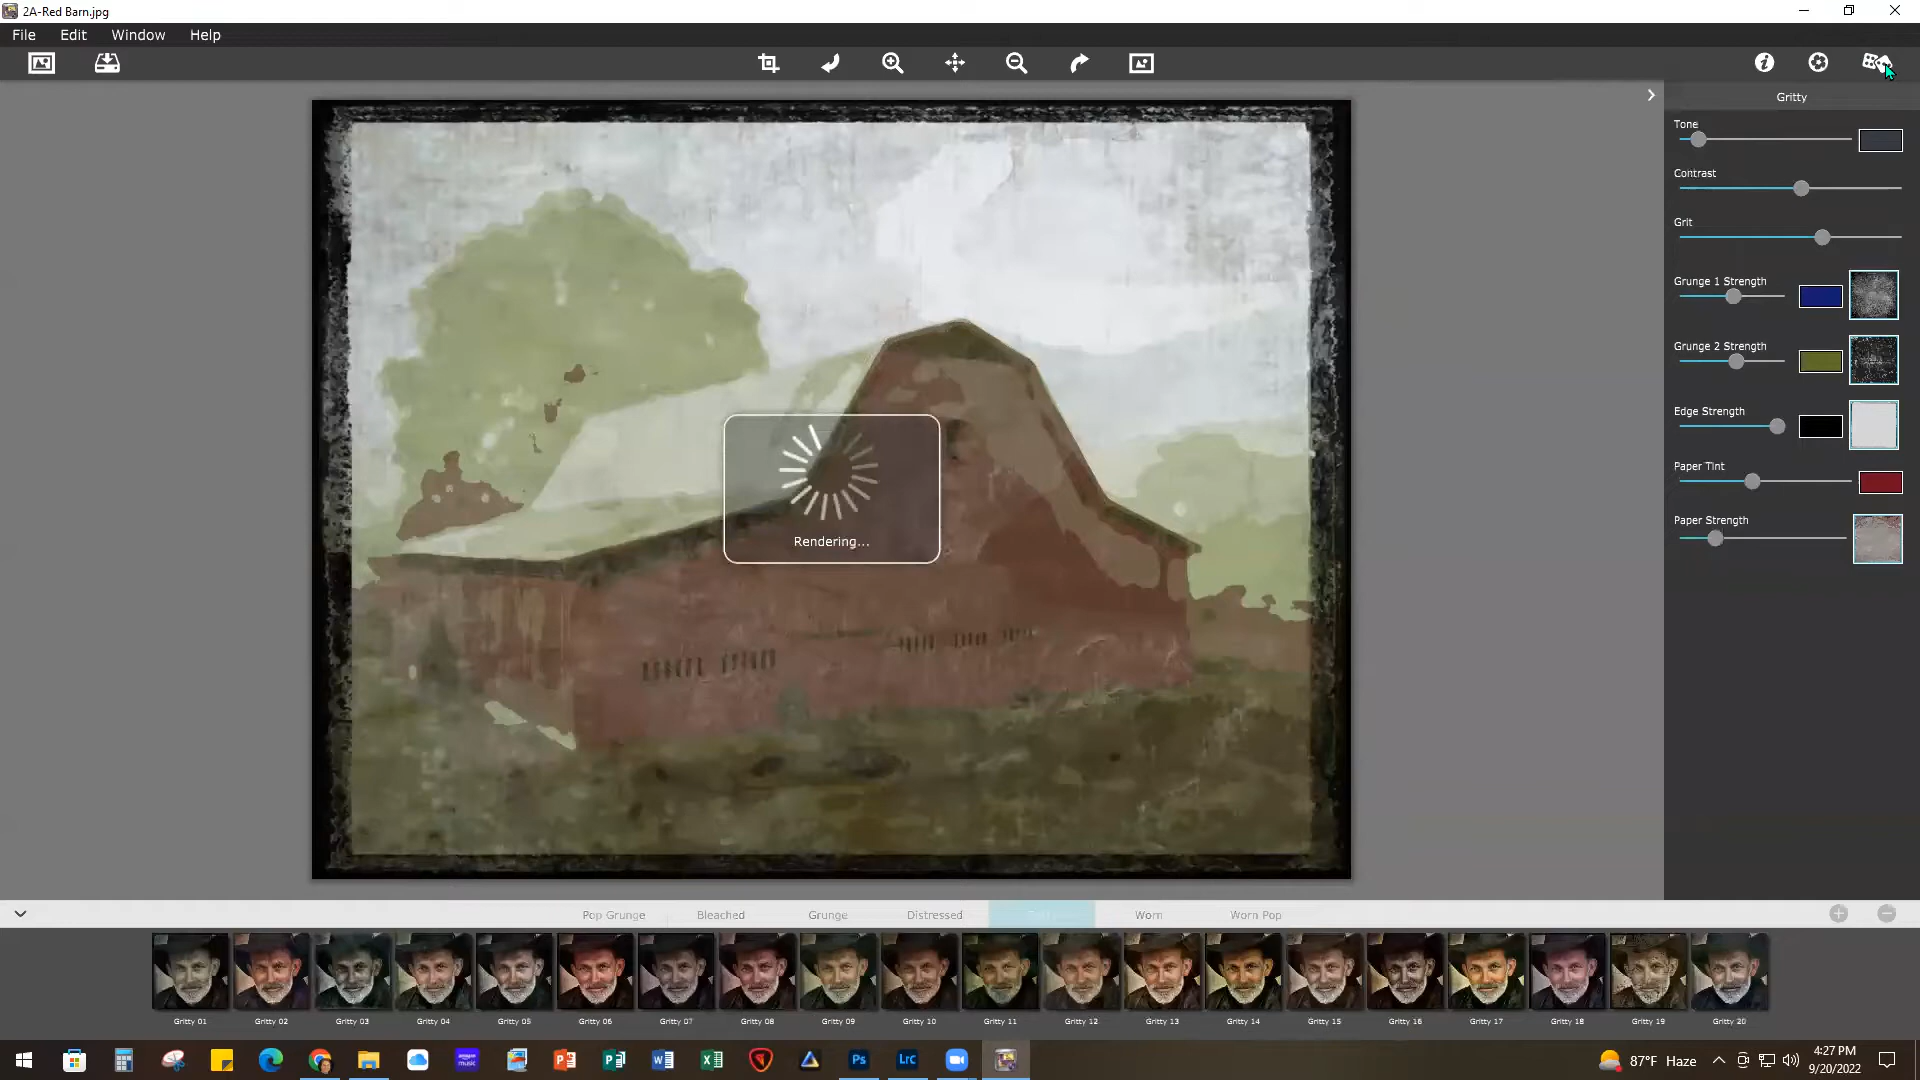 2A-Red Barn.jpg
File Edit Window Help
Gritty
Tone
Contrast
Grit
Grunge 1 Strength
Grunge 2 Strength
Edge Strength
Paper Tint
Paper Strength
Rendering...
Pop Grunge Bleached Grunge Distressed Worn Worn Pop
Gritty 01 Gritty 02 Gritty 03 Gritty 04 Gritty 05 Gritty 06 Gritty 07 Gritty 08 Gritty 09 Gritty 10 Gritty 11 Gritty 12 Gritty 13 Gritty 14 Gritty 15 Gritty 16 Gritty 17 Gritty 18 Gritty 19 Gritty 20
amazon music
Ps Lrc
87°F Haze
4:27 PM
9/20/2022